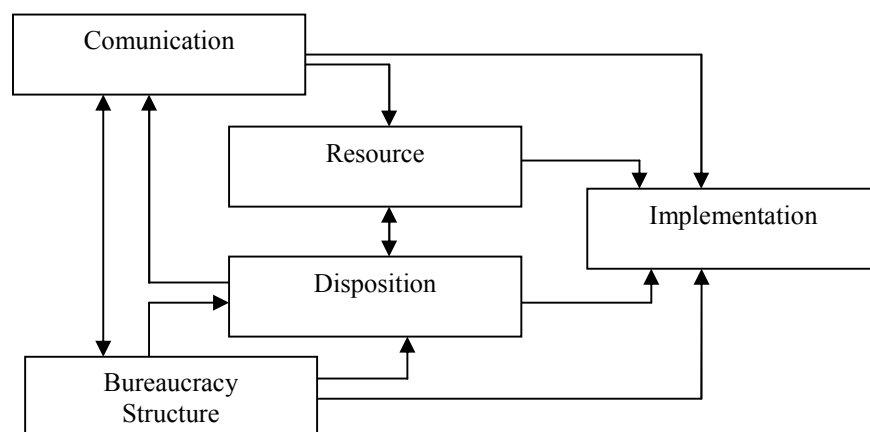 Comunication
Resource
Implementation
Disposition
Bureaucracy
Structure